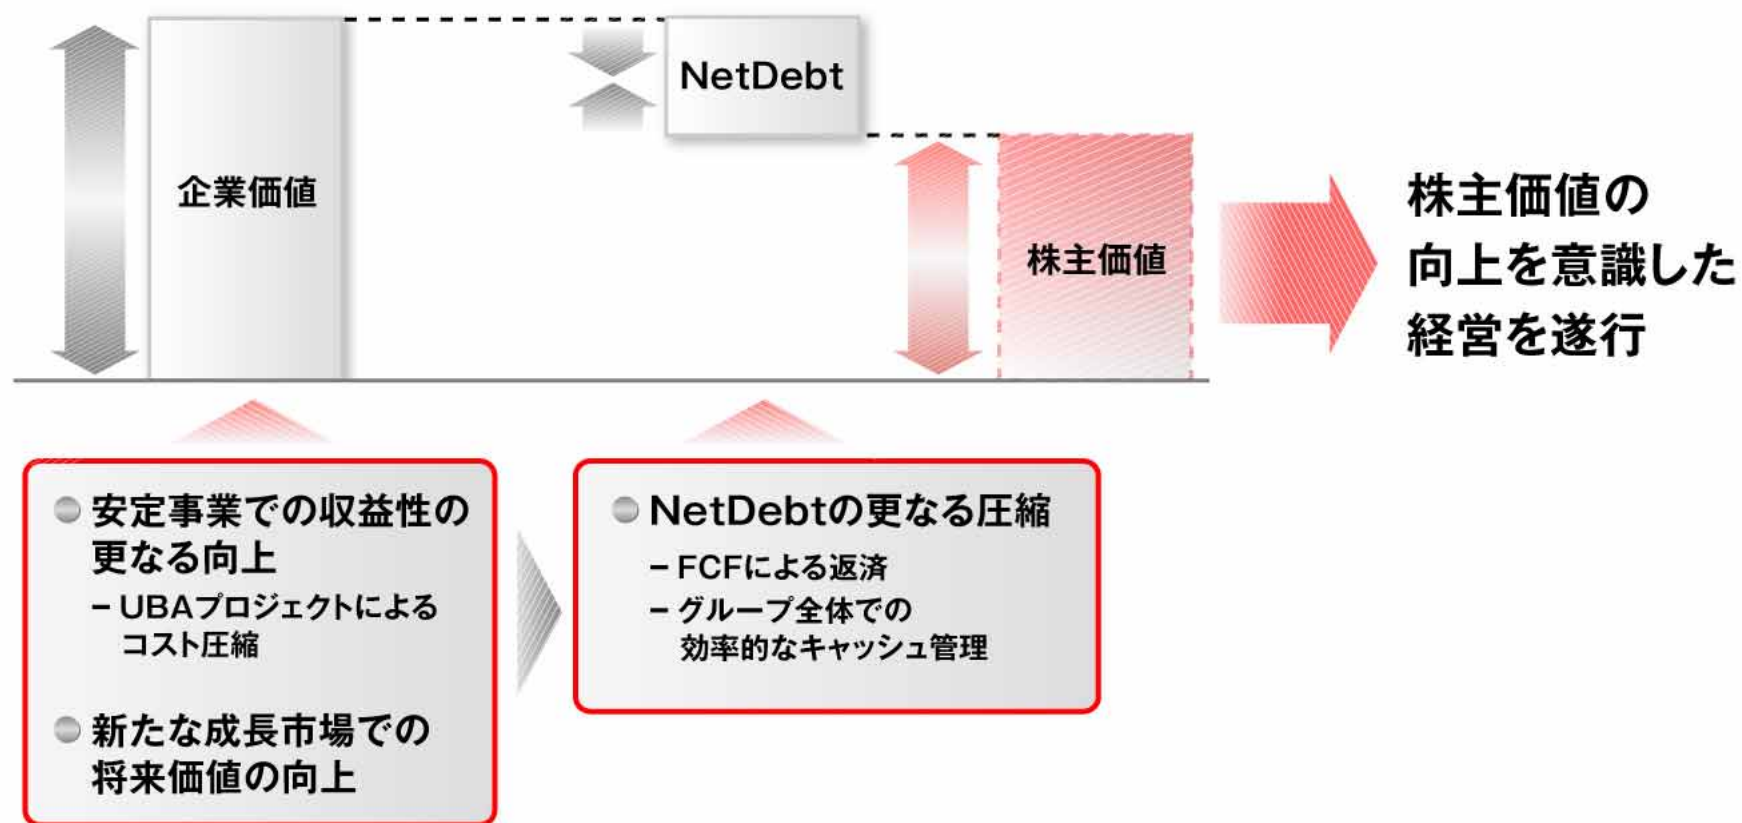 企業価値
NetDebt
株主価値
株主価値の
向上を意識した
経営を遂行
安定事業での収益性の
更なる向上
– UBAプロジェクトによる
コスト圧縮
新たな成長市場での
将来価値の向上
NetDebtの更なる圧縮
– FCFによる返済
– グループ全体での
効率的なキャッシュ管理